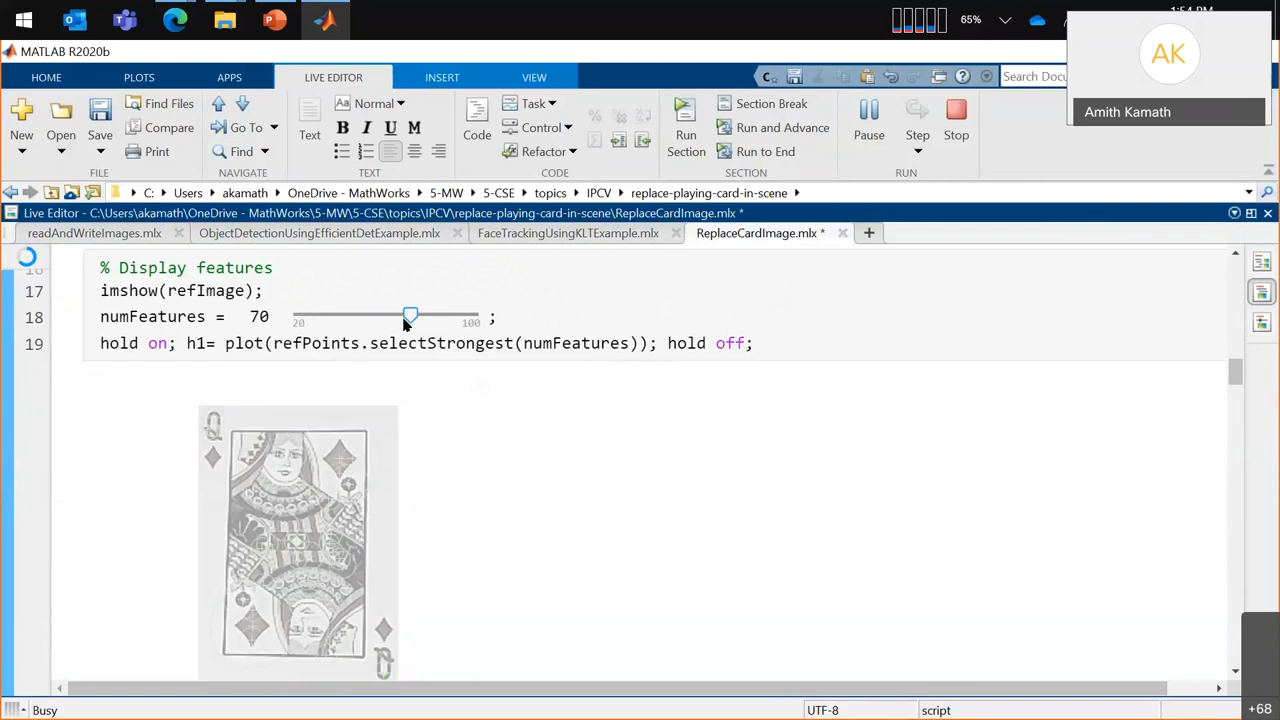 65%
1:54 PM
MATLAB R2020b
AK
Amith Kamath
HOME PLOTS APPS LIVE EDITOR INSERT VIEW
Search Docu
New
Open
Save
Find Files
Compare
Print
Go To
Find
Text
Normal
B I U M
Code
Task
Control
Refactor
Run Section
Section Break
Run and Advance
Run to End
Pause
Step
Stop
FILE NAVIGATE TEXT CODE SECTION RUN
C: Users akamath OneDrive - MathWorks 5-MW 5-CSE topics IPCV replace-playing-card-in-scene
Live Editor - C:\Users\akamath\OneDrive - MathWorks\5-MW\5-CSE\topics\IPCV\replace-playing-card-in-scene\ReplaceCardImage.mlx *
readAndWriteImages.mlx ObjectDetectionUsingEfficientDetExample.mlx FaceTrackingUsingKLTExample.mlx ReplaceCardImage.mlx *
16 % Display features
17 imshow(refImage);
18 numFeatures = 70 ;
20 100
19 hold on; h1= plot(refPoints.selectStrongest(numFeatures)); hold off;
Q
Q
Busy UTF-8 script
+68